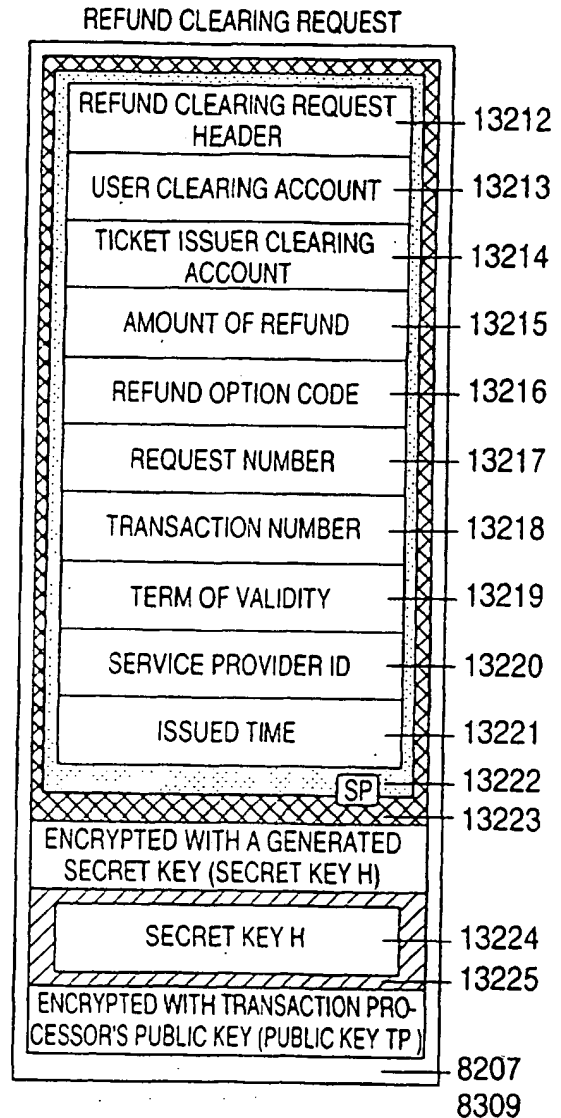 REFUND CLEARING REQUEST
REFUND CLEARING REQUEST
HEADER
13212
USER CLEARING ACCOUNT
13213
TICKET ISSUER CLEARING
ACCOUNT
13214
AMOUNT OF REFUND
13215
REFUND OPTION CODE
13216
REQUEST NUMBER
13217
TRANSACTION NUMBER
13218
TERM OF VALIDITY
13219
SERVICE PROVIDER ID
13220
ISSUED TIME
13221
SP
13222
13223
ENCRYPTED WITH A GENERATED
SECRET KEY (SECRET KEY H)
SECRET KEY H
13224
13225
ENCRYPTED WITH TRANSACTION PRO-
CESSOR'S PUBLIC KEY (PUBLIC KEY TP)
8207
8309